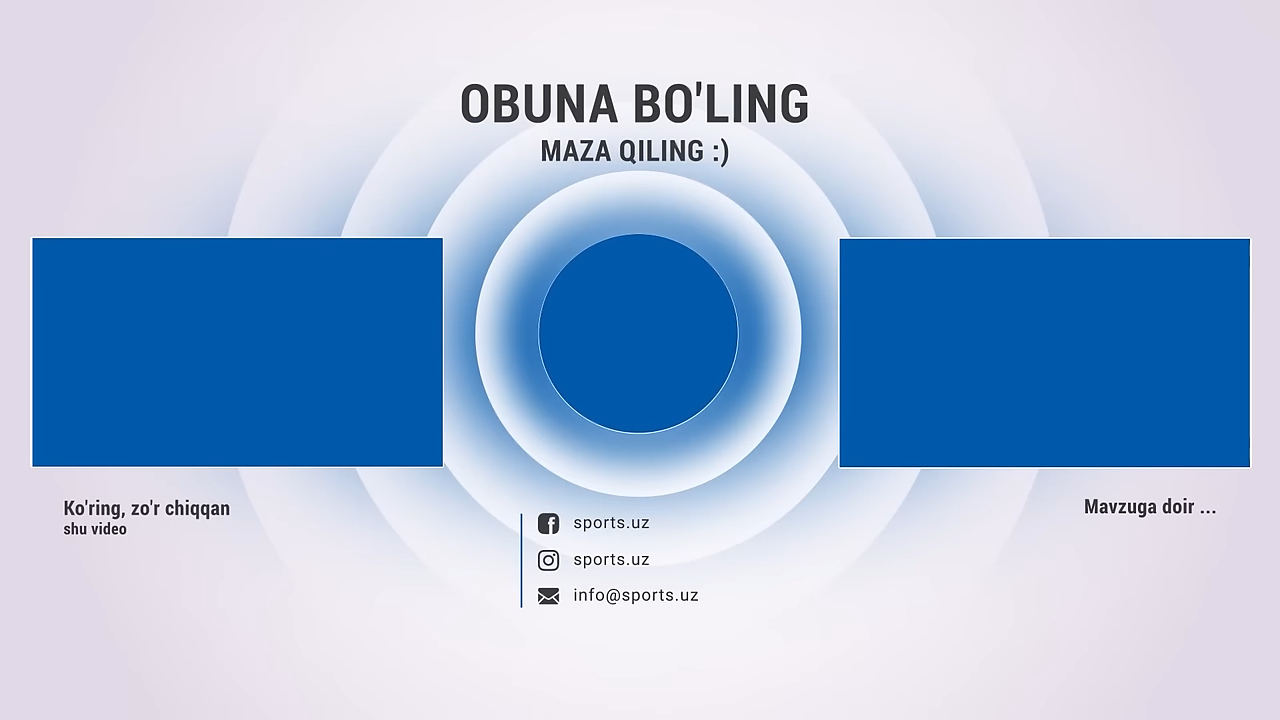 OBUNA BO'LING
MAZA QILING :)
Ko'ring, zo'r chiqqan
shu video
Mavzuga doir ...
sports.uz
sports.uz
info@sports.uz